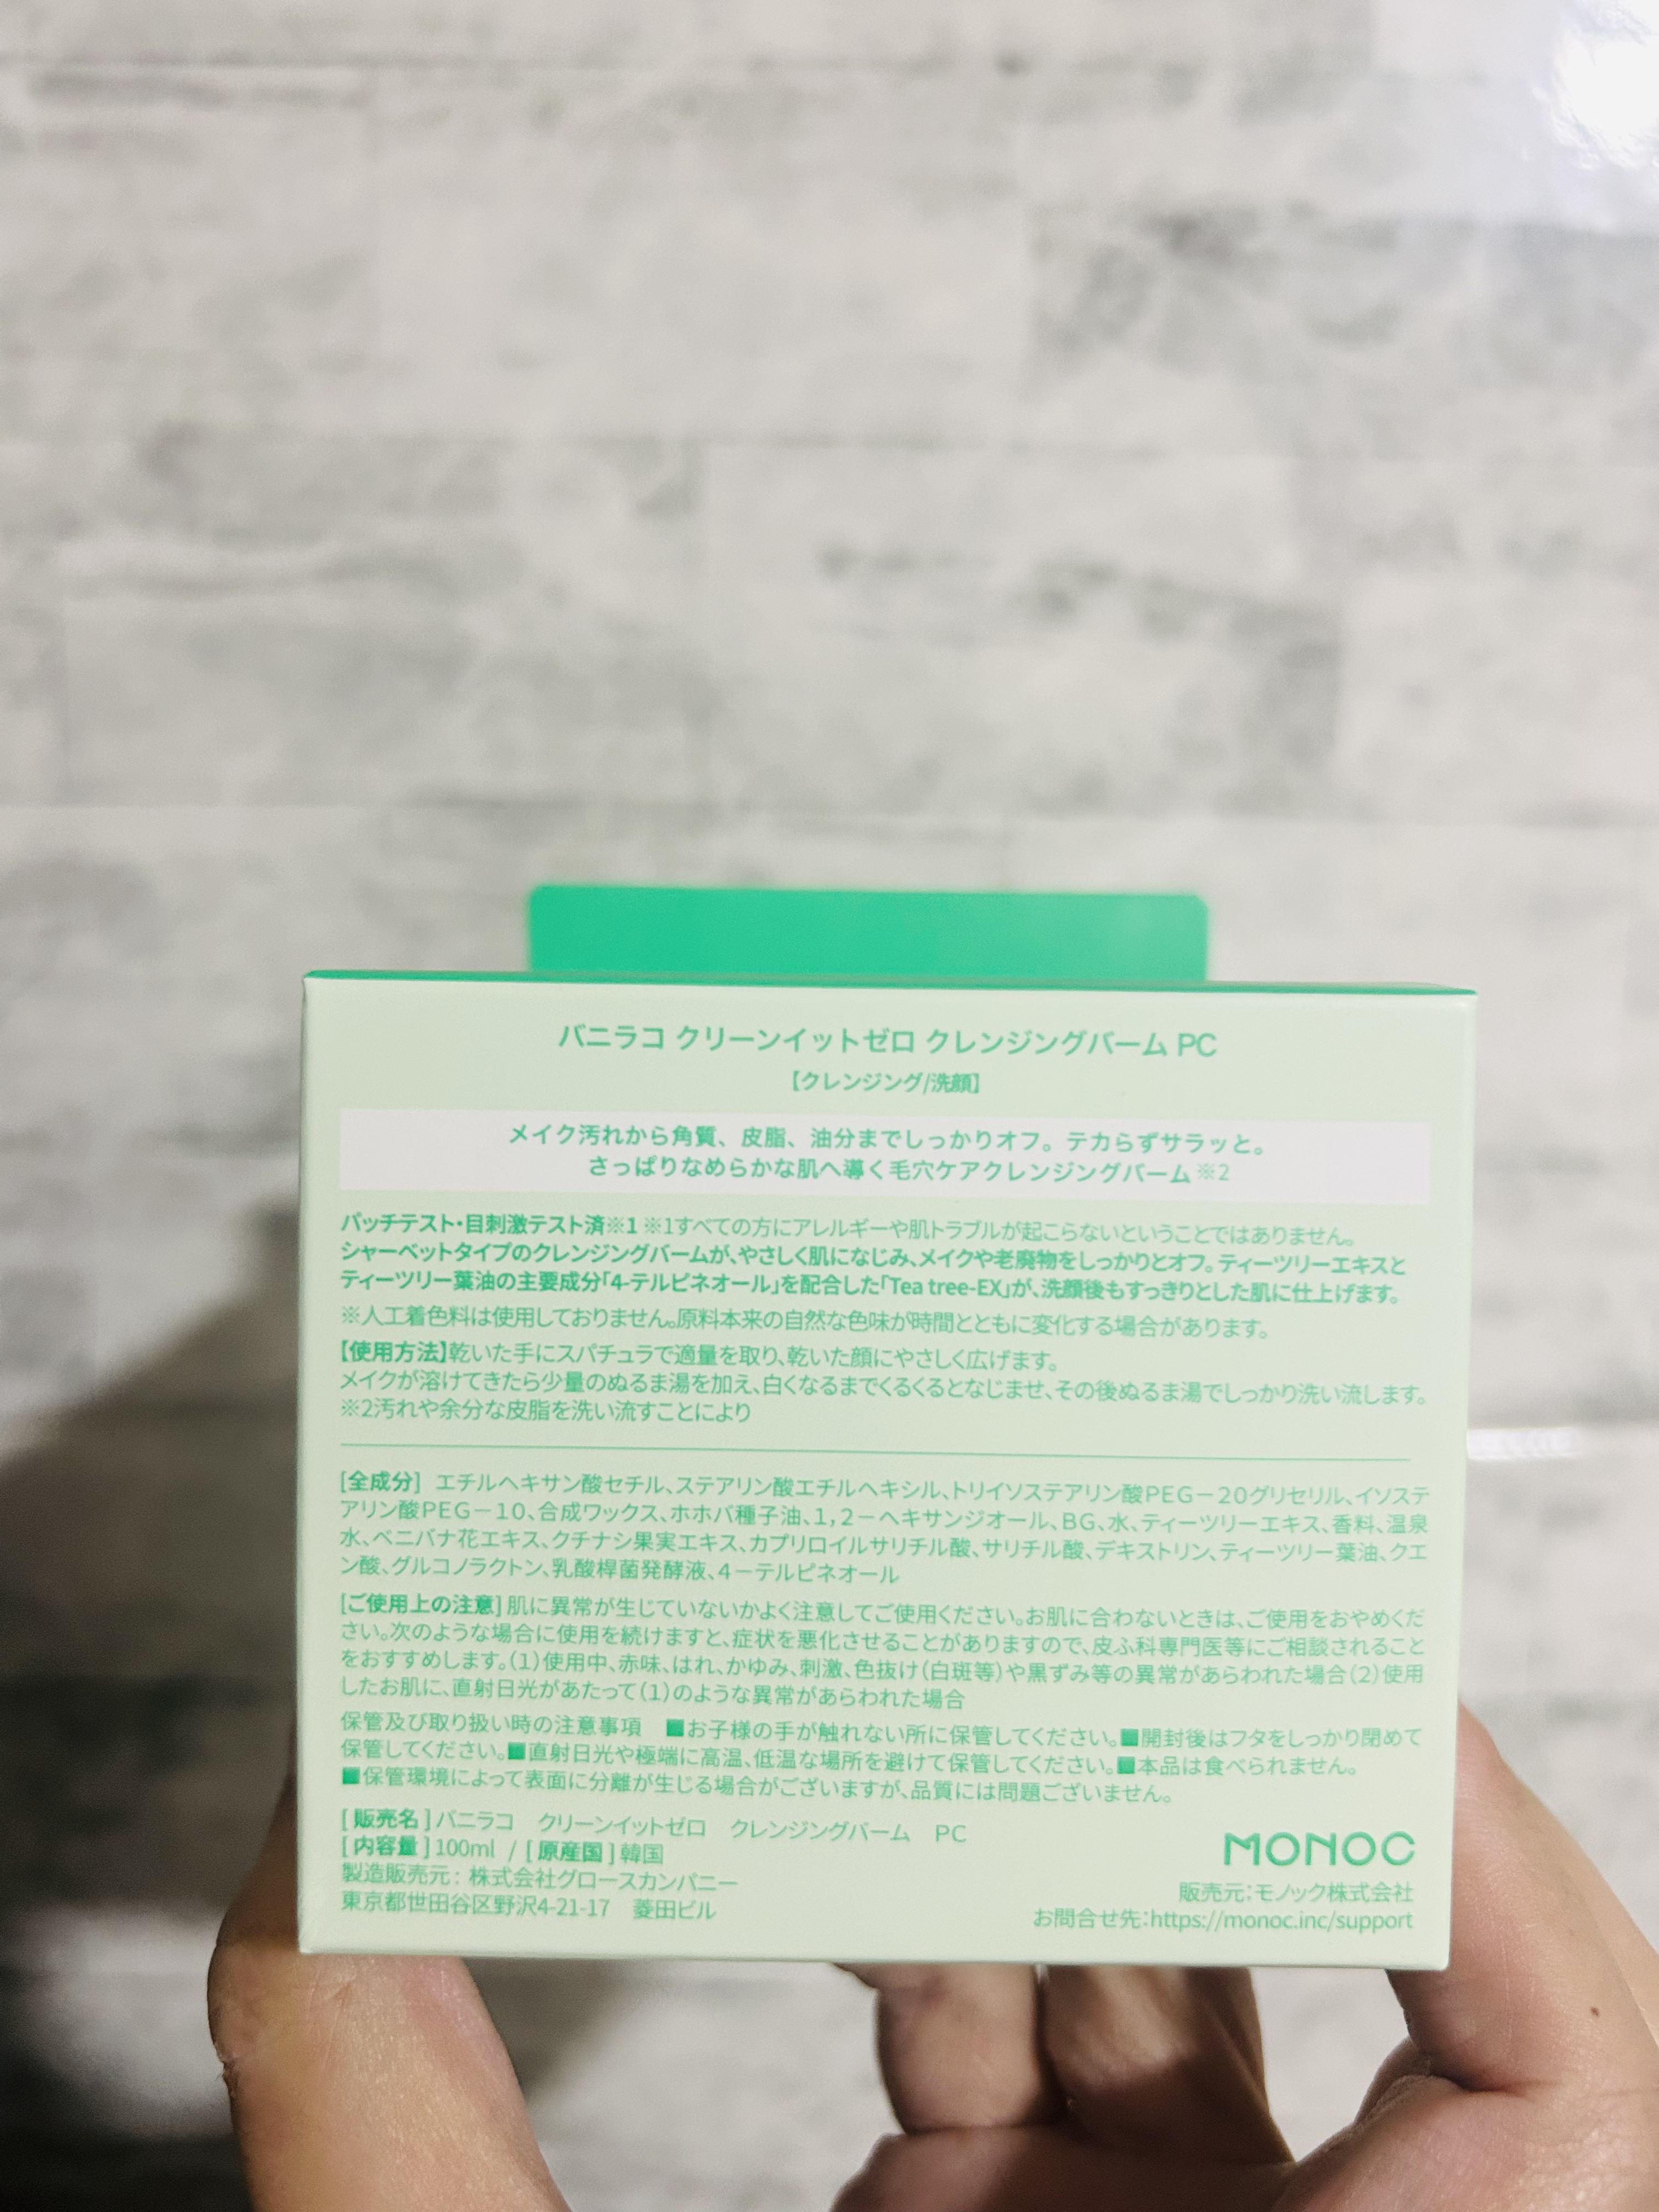 バニラコ クリーンイットゼロ クレンジングバーム PC
【クレンジング/洗顔】
メイク汚れから角質、皮脂、油分までしっかりオフ。テカらずサラッと。
さっぱりなめらかな肌へ導く毛穴ケアクレンジングバーム※2
パッチテスト・目刺激テスト済※1 ※1すべての方にアレルギーや肌トラブルが起こらないということではありません。
シャーベットタイプのクレンジングバームが、やさしく肌になじみ、メイクや老廃物をしっかりとオフ。ティーツリーエキスと
ティーツリー葉油の主要成分「4-テルピネオール」を配合した「Tea tree-EX」が、洗顔後もすっきりとした肌に仕上げます。
※人工着色料は使用しておりません。原料本来の自然な色味が時間とともに変化する場合があります。
【使用方法】乾いた手にスパチュラで適量を取り、乾いた顔にやさしく広げます。
メイクが溶けてきたら少量のぬるま湯を加え、白くなるまでくるくるとなじませ、その後ぬるま湯でしっかり洗い流します。
※2汚れや余分な皮脂を洗い流すことにより
[全成分] エチルヘキサン酸セチル、ステアリン酸エチルヘキシル、トリイソステアリン酸PEG－20グリセリル、イソステ
アリン酸PEG－10、合成ワックス、ホホバ種子油、1，2－ヘキサンジオール、BG、水、ティーツリーエキス、香料、温泉
水、ベニバナ花エキス、クチナシ果実エキス、カプリロイルサリチル酸、サリチル酸、デキストリン、ティーツリー葉油、クエ
ン酸、グルコノラクトン、乳酸桿菌発酵液、4－テルピネオール
[ご使用上の注意] 肌に異常が生じていないかよく注意してご使用ください。お肌に合わないときは、ご使用をおやめくだ
さい。次のような場合に使用を続けますと、症状を悪化させることがありますので、皮ふ科専門医等にご相談されること
をおすすめします。（1）使用中、赤味、はれ、かゆみ、刺激、色抜け（白斑等）や黒ずみ等の異常があらわれた場合（2）使用
したお肌に、直射日光があたって（1）のような異常があらわれた場合
保管及び取り扱い時の注意事項 ■お子様の手が触れない所に保管してください。■開封後はフタをしっかり閉めて
保管してください。■直射日光や極端に高温、低温な場所を避けて保管してください。■本品は食べられません。
■保管環境によって表面に分離が生じる場合がございますが、品質には問題ございません。
[ 販売名 ] バニラコ クリーンイットゼロ クレンジングバーム PC
[ 内容量 ] 100ml / [ 原産国 ] 韓国
製造販売元： 株式会社グロースカンパニー
東京都世田谷区野沢4-21-17 菱田ビル
MONOC
販売元：モノック株式会社
お問合せ先：https://monoc.inc/support